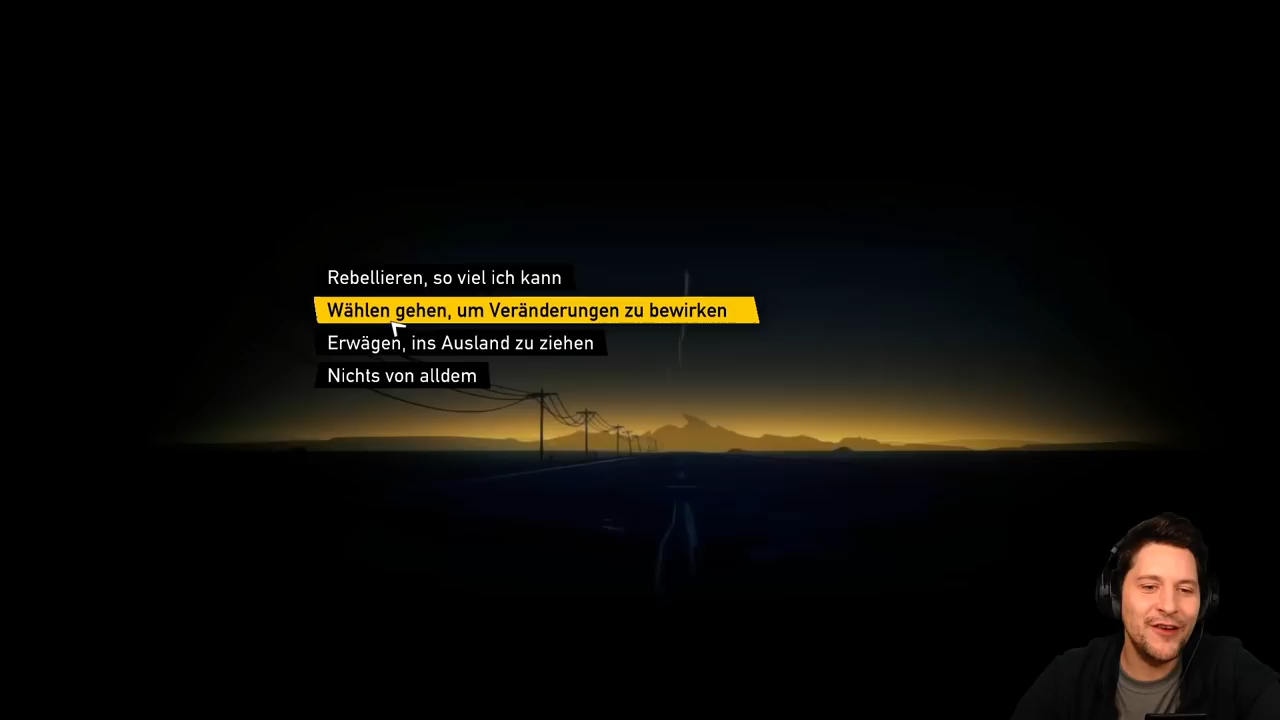 Rebellieren, so viel ich kann
Wählen gehen, um Veränderungen zu bewirken
Erwägen, ins Ausland zu ziehen
Nichts von alldem